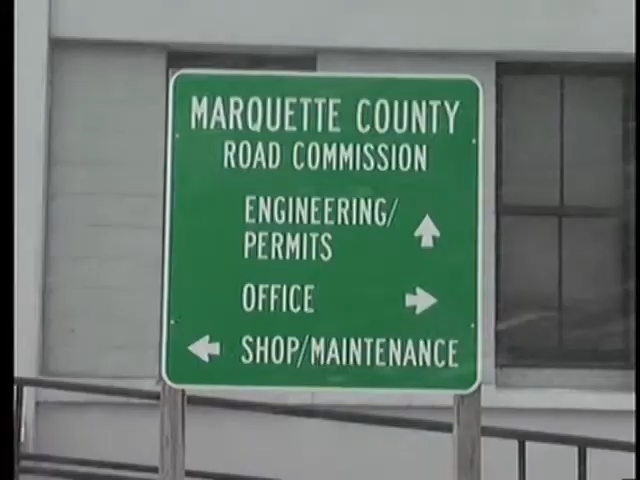 MARQUETTE COUNTY
ROAD COMMISSION
ENGINEERING/
PERMITS
OFFICE
SHOP/MAINTENANCE